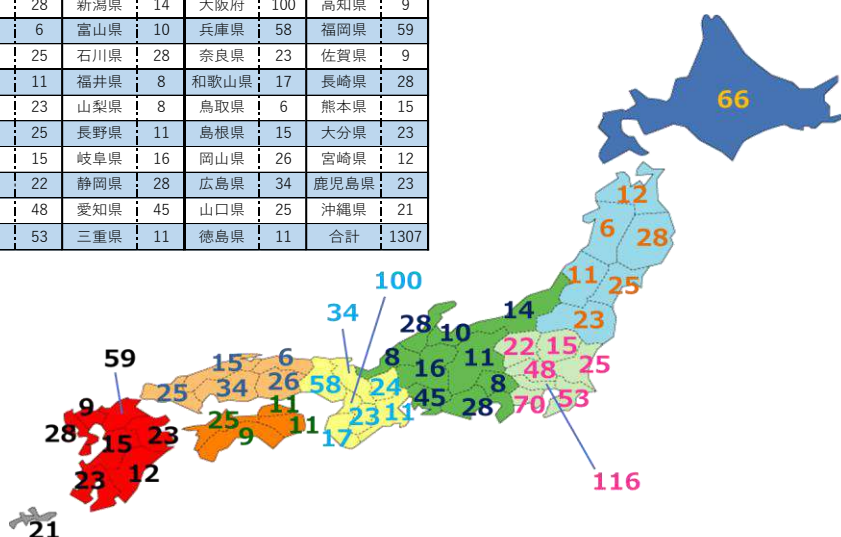 28 新潟県 14 大阪府 100 高知県 9
6 富山県 10 兵庫県 58 福岡県 59
25 石川県 28 奈良県 23 佐賀県 9
11 福井県 8 和歌山県 17 長崎県 28
23 山梨県 8 鳥取県 6 熊本県 15
25 長野県 11 島根県 15 大分県 23
15 岐阜県 16 岡山県 26 宮崎県 12
22 静岡県 28 広島県 34 鹿児島県 23
48 愛知県 45 山口県 25 沖縄県 21
53 三重県 11 徳島県 11 合計 1307
66
12
6 28
11 25
23
100
34
28 10 14
22 15
8 16 11 48 25
59
15 6
25 34 26 58 24 8
45 28 70 53
9
25 11
9 11
23 11
17
28 15 23
23 12
116
21